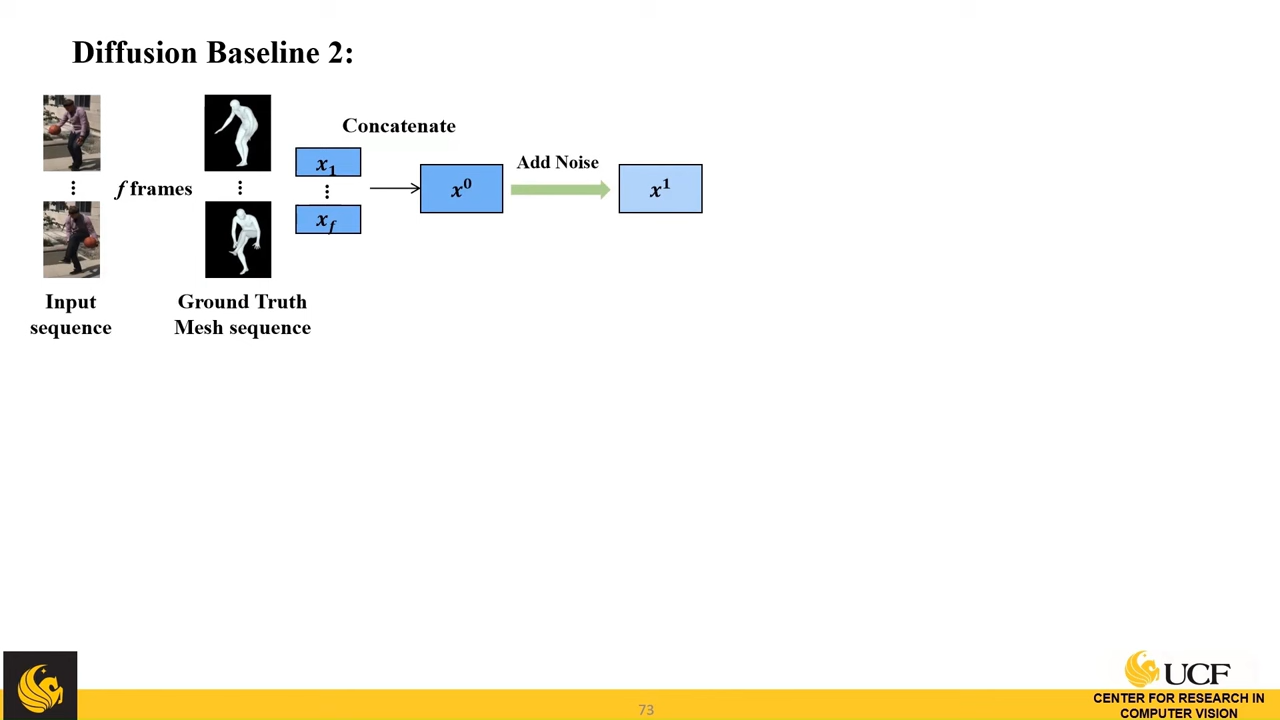 Diffusion Baseline 2:
Concatenate
x₁
⋮
x_f
f frames
x⁰
Add Noise
x¹
Input
sequence
Ground Truth
Mesh sequence
73
UCF
CENTER FOR RESEARCH IN
COMPUTER VISION